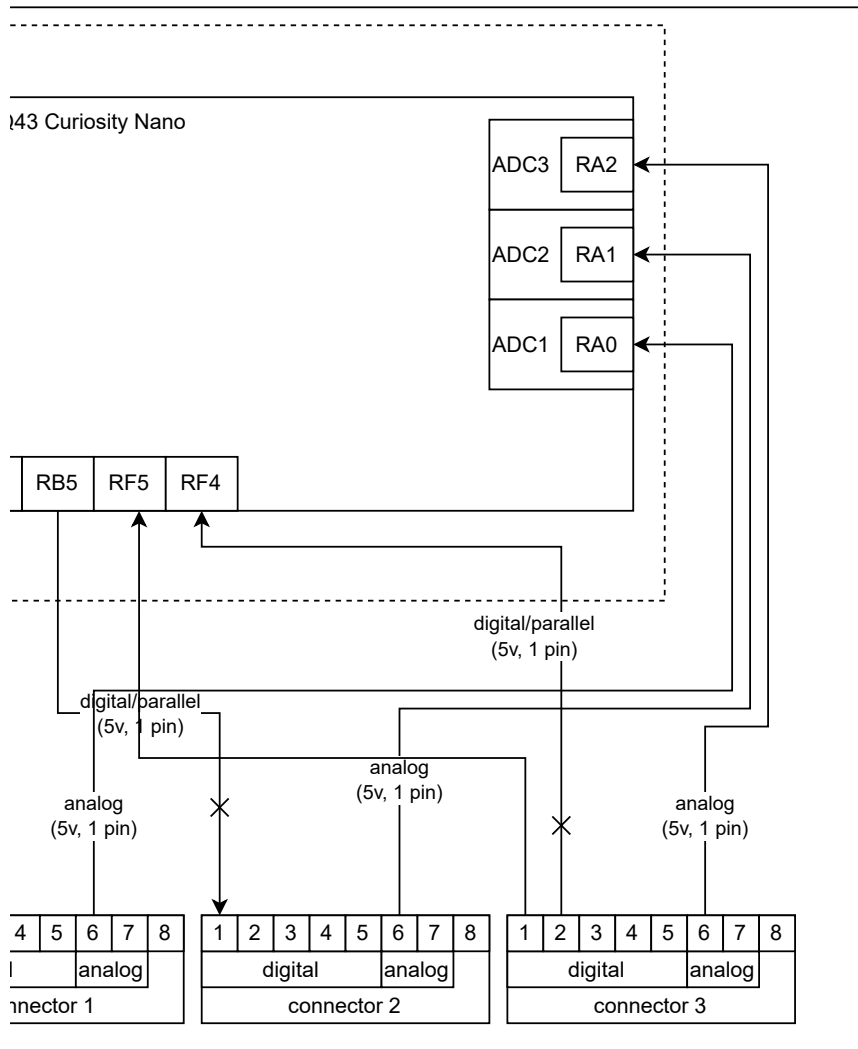 Q43 Curiosity Nano
ADC3 RA2
ADC2 RA1
ADC1 RA0
RB5 RF5 RF4
digital/parallel
(5v, 1 pin)
digital/parallel
(5v, 1 pin)
analog
(5v, 1 pin)
analog
(5v, 1 pin)
analog
(5v, 1 pin)
4 5 6 7 8
analog
nnector 1
1 2 3 4 5 6 7 8
digital analog
connector 2
1 2 3 4 5 6 7 8
digital analog
connector 3